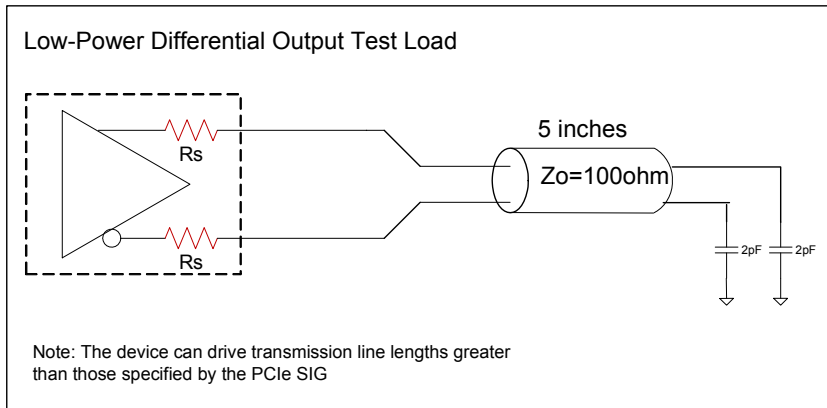 Low-Power Differential Output Test Load
Rs
Rs
5 inches
Zo=100ohm
2pF
2pF
Note: The device can drive transmission line lengths greater
than those specified by the PCIe SIG